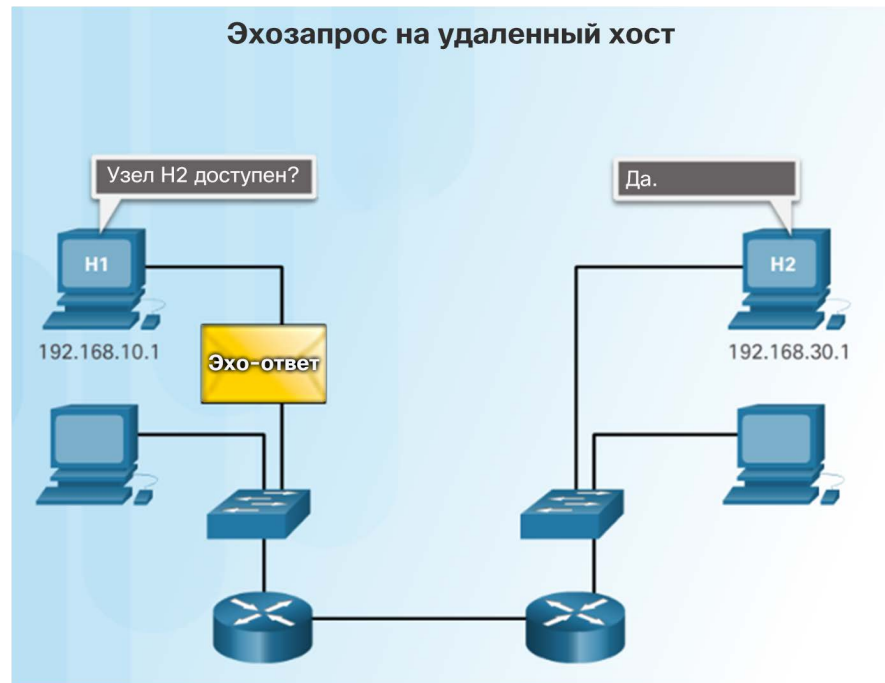 Эхозапрос на удаленный хост
Узел H2 доступен?
Да.
H1
H2
192.168.10.1
Эхо-ответ
192.168.30.1